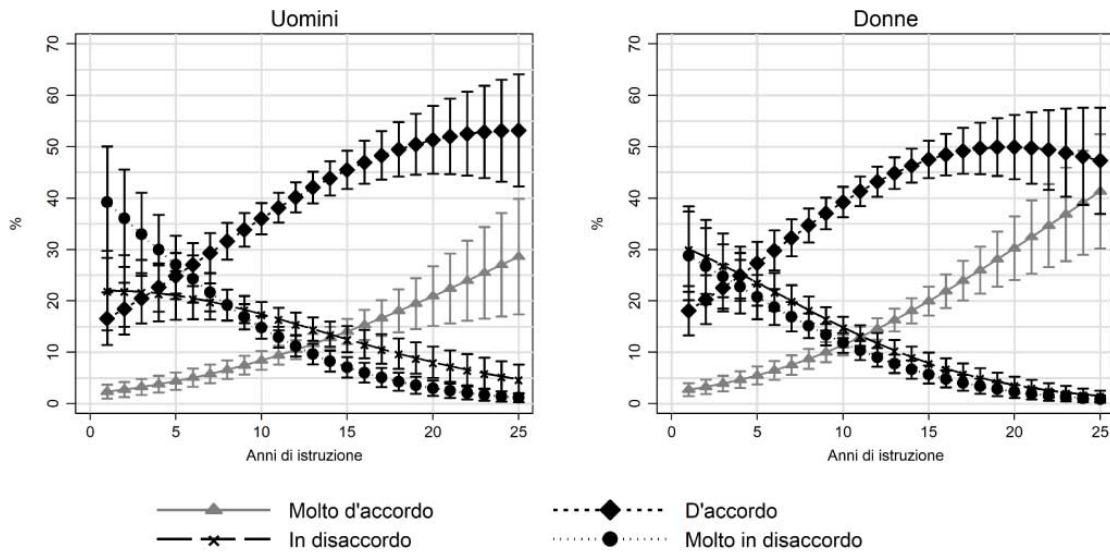 Uomini
Donne
%
70
60
50
40
30
20
10
0
0 5 10 15 20 25
Anni di istruzione
%
70
60
50
40
30
20
10
0
0 5 10 15 20 25
Anni di istruzione
Molto d'accordo
D'accordo
In disaccordo
Molto in disaccordo